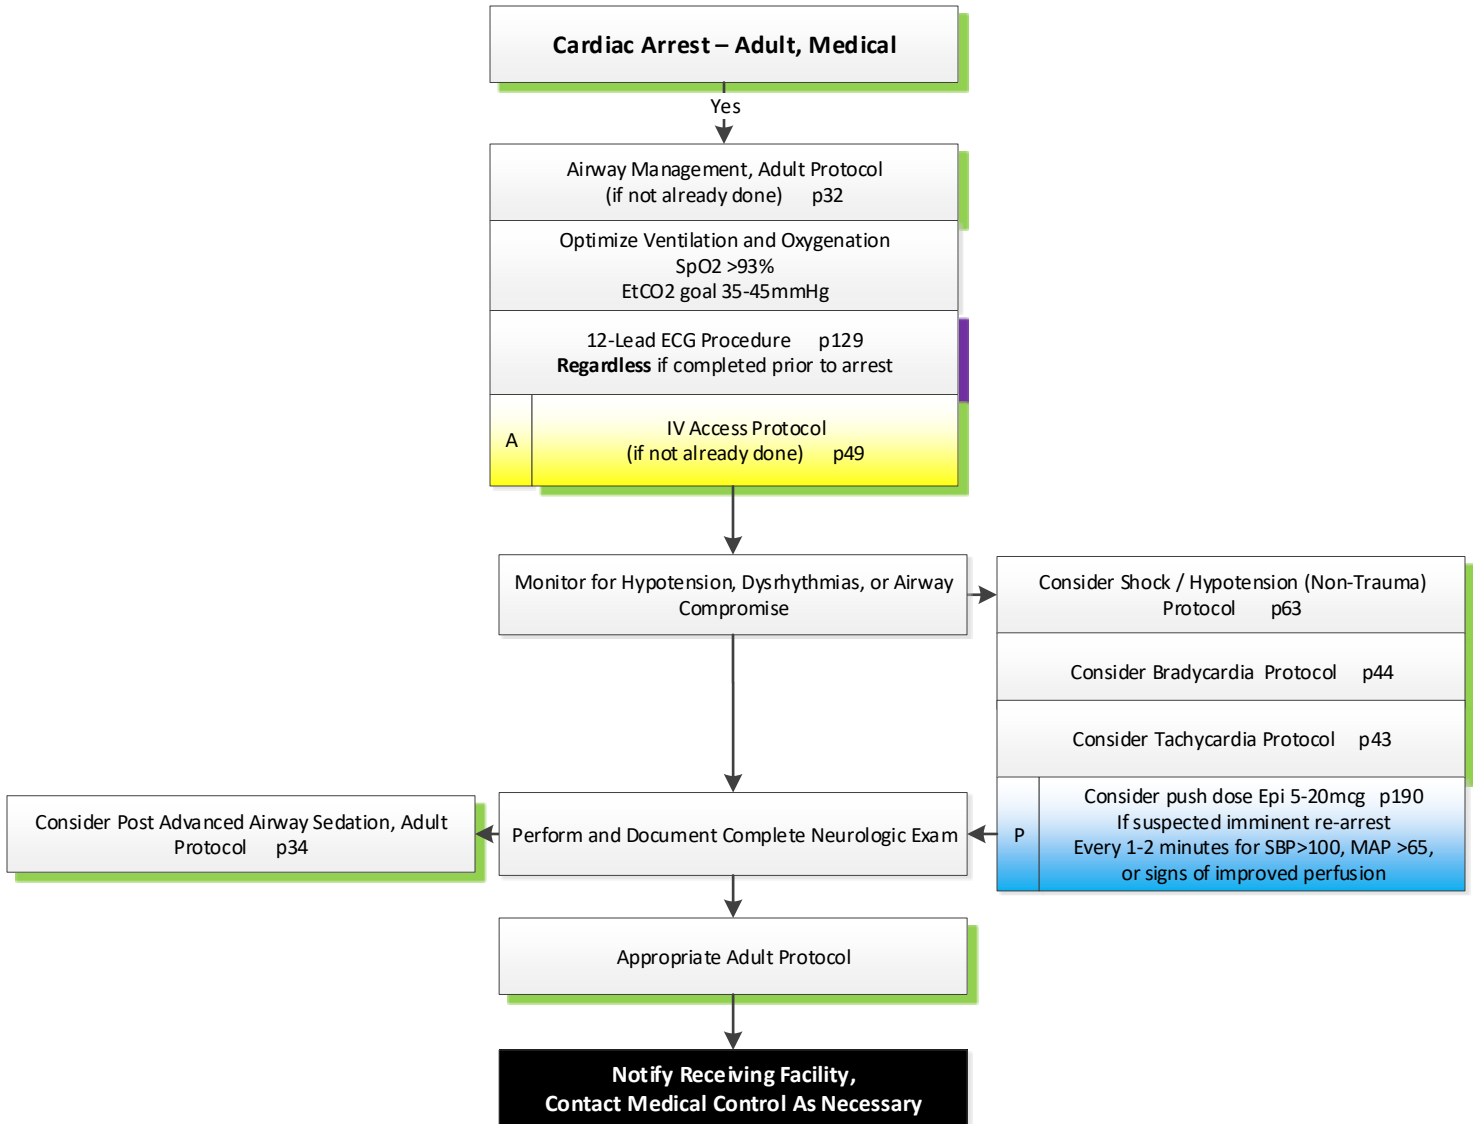 Cardiac Arrest – Adult, Medical
Yes
Airway Management, Adult Protocol
(if not already done) p32
Optimize Ventilation and Oxygenation
SpO2 >93%
EtCO2 goal 35-45mmHg
12-Lead ECG Procedure p129
Regardless if completed prior to arrest
A
IV Access Protocol
(if not already done) p49
Monitor for Hypotension, Dysrhythmias, or Airway
Compromise
Consider Shock / Hypotension (Non-Trauma)
Protocol p63
Consider Bradycardia Protocol p44
Consider Tachycardia Protocol p43
P
Consider push dose Epi 5-20mcg p190
If suspected imminent re-arrest
Every 1-2 minutes for SBP>100, MAP >65,
or signs of improved perfusion
Perform and Document Complete Neurologic Exam
Consider Post Advanced Airway Sedation, Adult
Protocol p34
Appropriate Adult Protocol
Notify Receiving Facility,
Contact Medical Control As Necessary